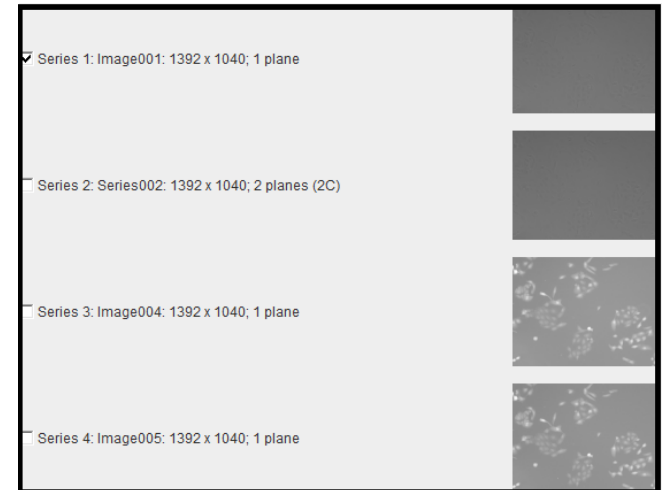 Series 1: Image001: 1392 x 1040; 1 plane
Series 2: Series002: 1392 x 1040; 2 planes (2C)
Series 3: Image004: 1392 x 1040; 1 plane
Series 4: Image005: 1392 x 1040; 1 plane